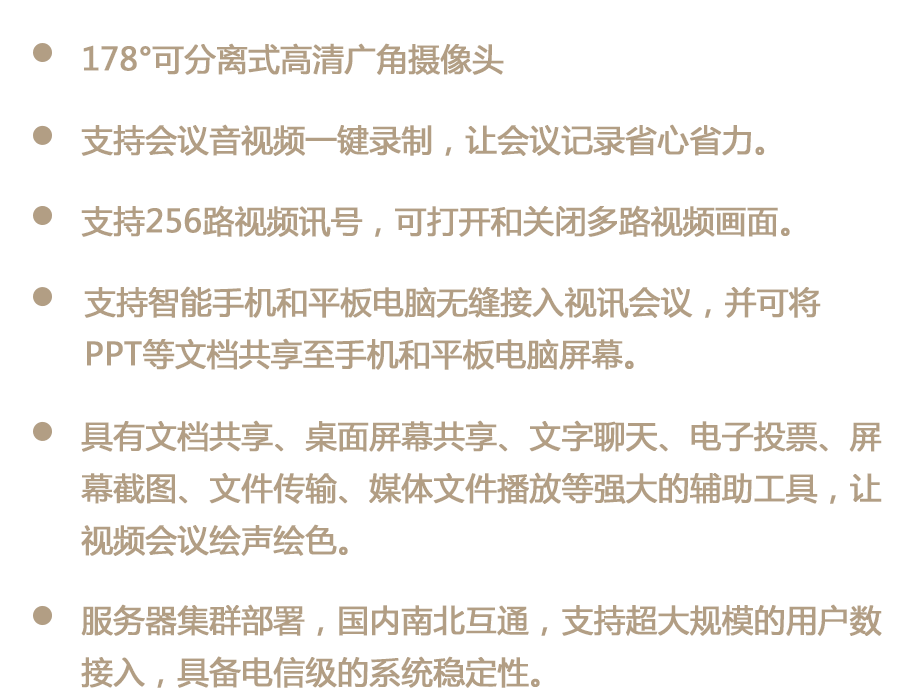 178°可分离式高清广角摄像头
支持会议音视频一键录制，让会议记录省心省力。
支持256路视频讯号，可打开和关闭多路视频画面。
支持智能手机和平板电脑无缝接入视讯会议，并可将
PPT等文档共享至手机和平板电脑屏幕。
具有文档共享、桌面屏幕共享、文字聊天、电子投票、屏
幕截图、文件传输、媒体文件播放等强大的辅助工具，让
视频会议绘声绘色。
服务器集群部署，国内南北互通，支持超大规模的用户数
接入，具备电信级的系统稳定性。